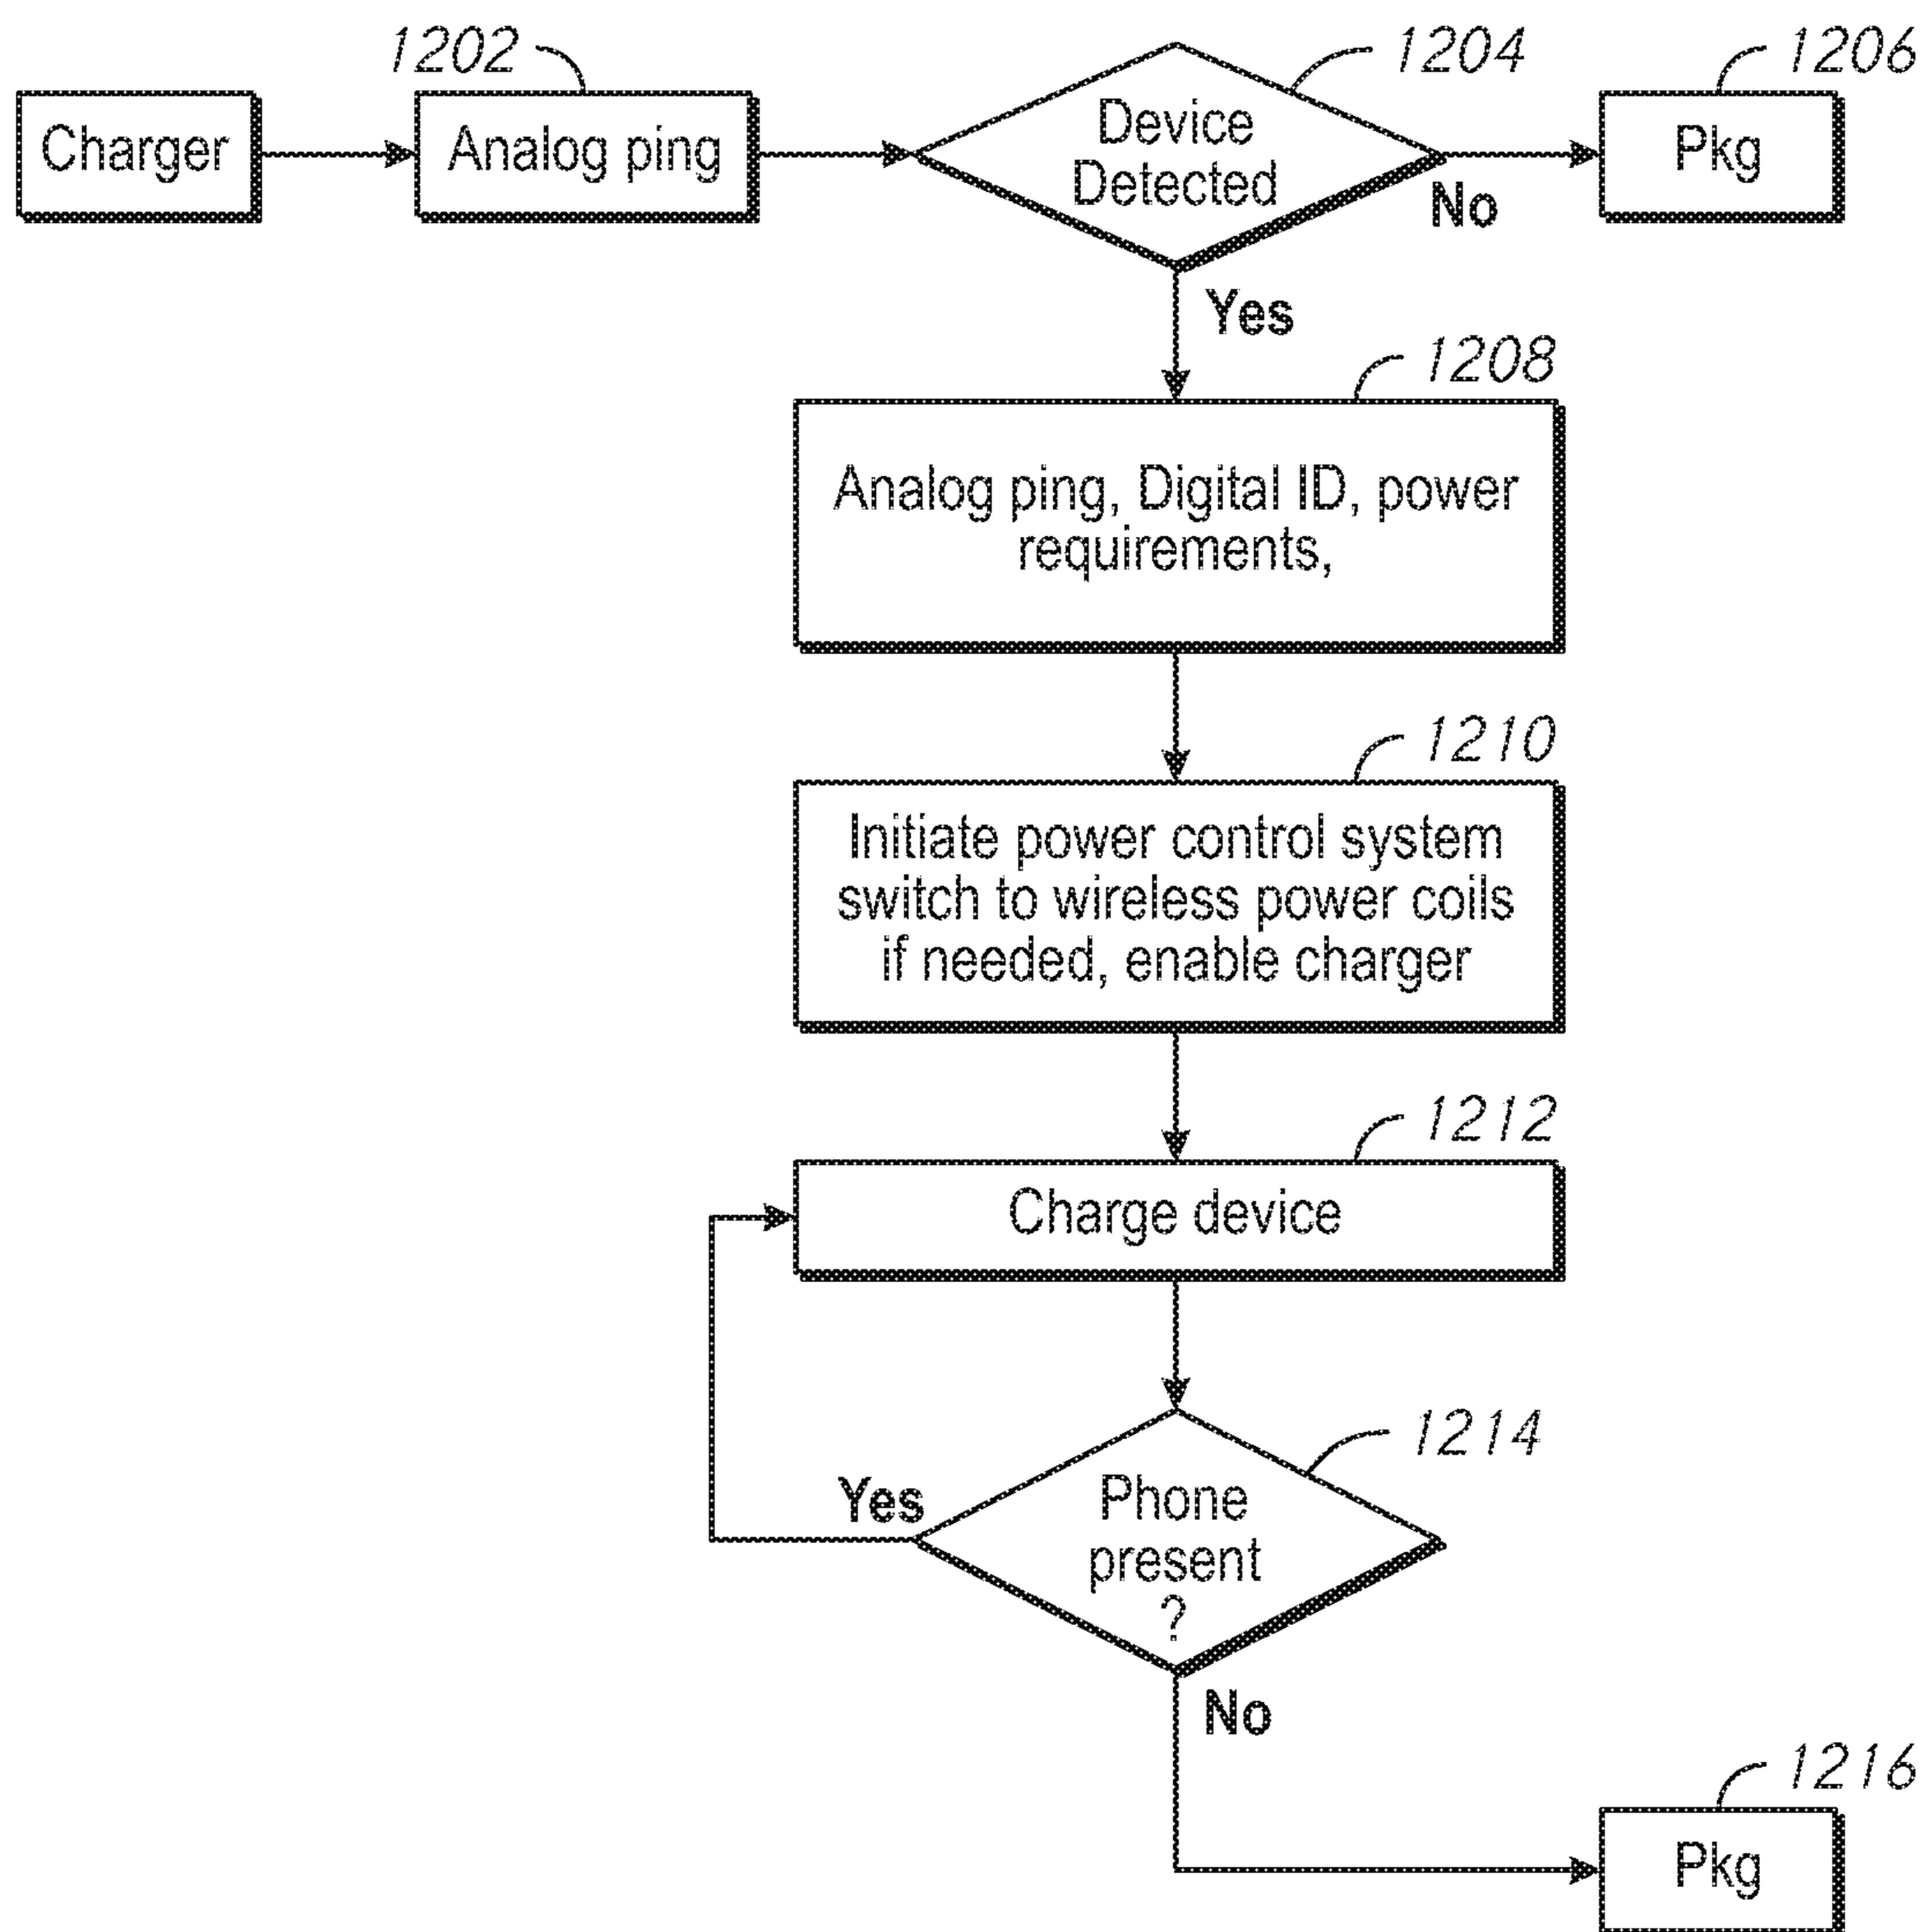 1202
1204
1206
Charger
Analog ping
Device
Detected
Pkg
No
Yes
1208
Analog ping, Digital ID, power
requirements,
1210
Initiate power control system
switch to wireless power coils
if needed, enable charger
1212
Charge device
1214
Yes
Phone
present
?
No
1216
Pkg